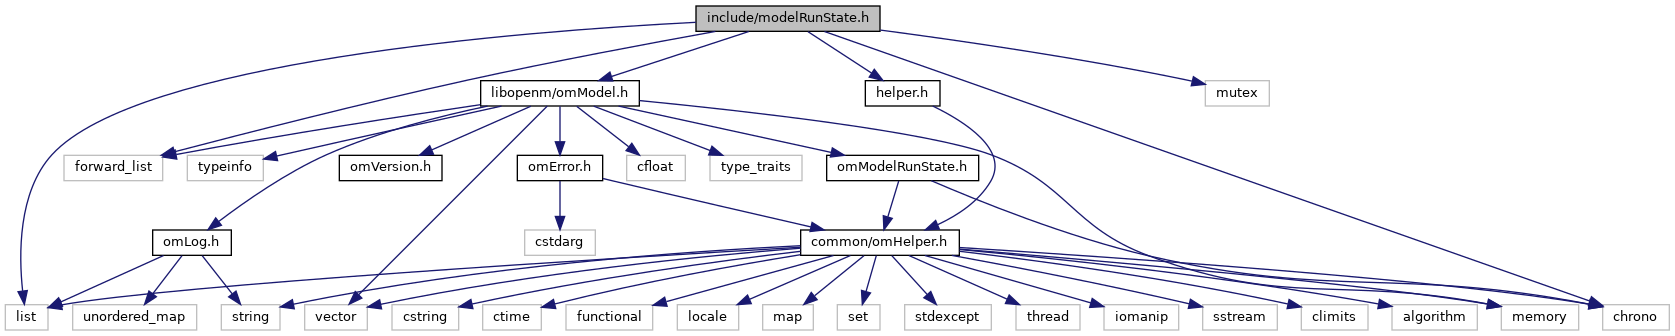 include/modelRunState.h
libopenm/omModel.h
helper.h
mutex
forward_list
typeinfo
omVersion.h
omError.h
cfloat
type_traits
omModelRunState.h
omLog.h
cstdarg
common/omHelper.h
list
unordered_map
string
vector
cstring
ctime
functional
locale
map
set
stdexcept
thread
iomanip
sstream
climits
algorithm
memory
chrono